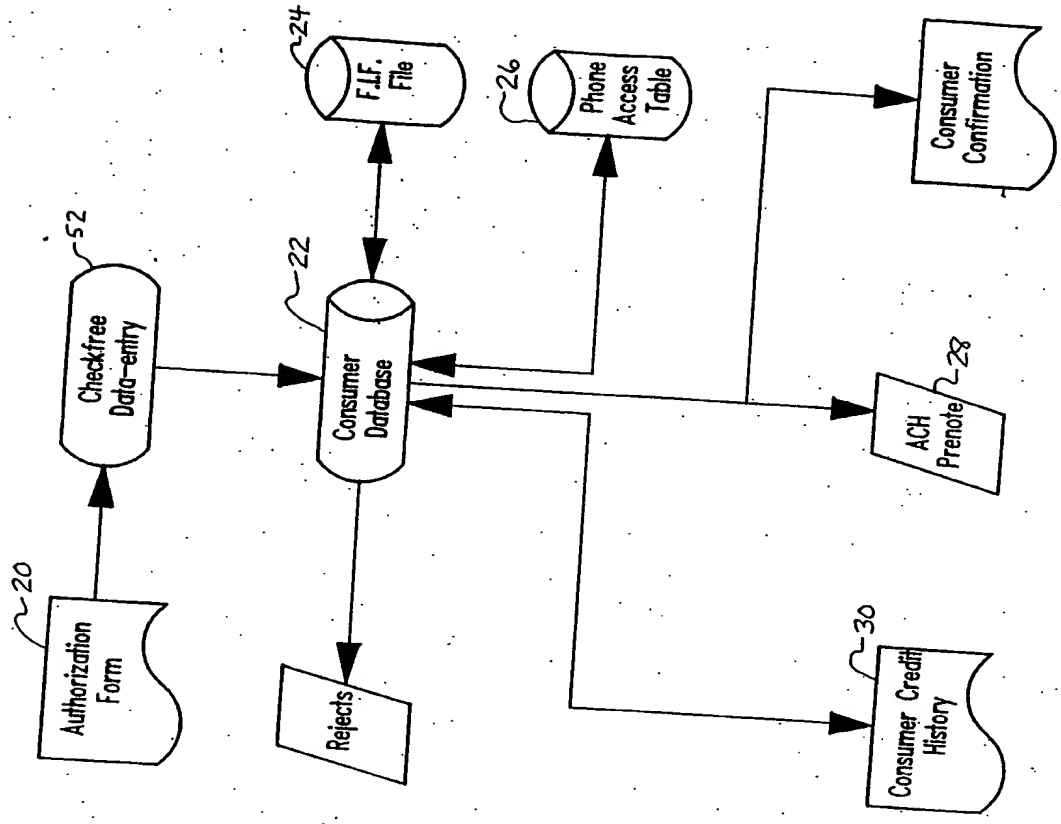 20
Authorization
Form
52
Checkfree
Data-entry
Rejects
22
Consumer
Database
24
F.I.F.
File
26
Phone
Access
Table
30
Consumer Credit
History
28
ACH
Prenote
Consumer
Confirmation